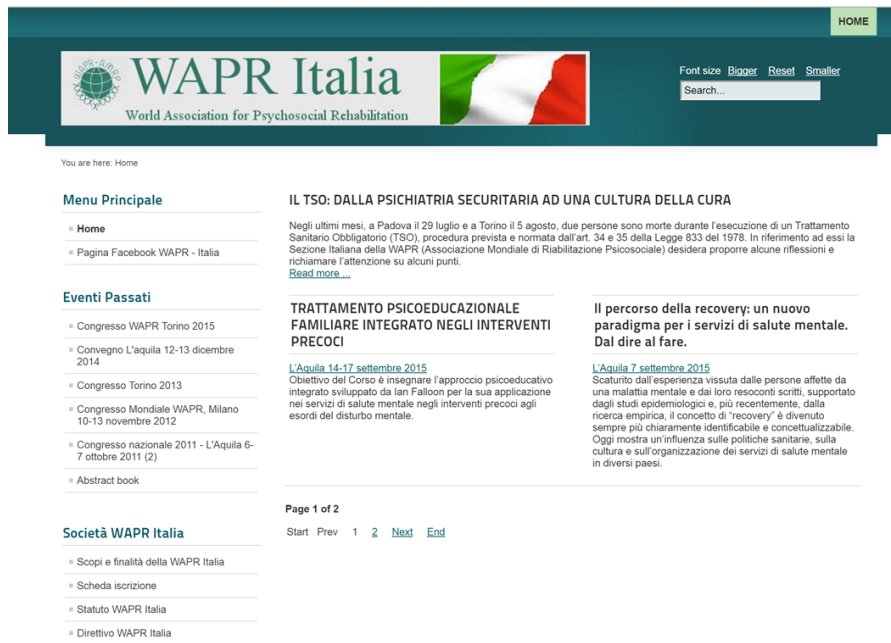 HOME
WAPR-AMRP
WAPR Italia
World Association for Psychosocial Rehabilitation
Font size Bigger Reset Smaller
Search...
You are here: Home
Menu Principale
Home
Pagina Facebook WAPR - Italia
Eventi Passati
Congresso WAPR Torino 2015
Convegno L'aquila 12-13 dicembre
2014
Congresso Torino 2013
Congresso Mondiale WAPR, Milano
10-13 novembre 2012
Congresso nazionale 2011 - L'Aquila 6-
7 ottobre 2011 (2)
Abstract book
Società WAPR Italia
Scopi e finalità della WAPR Italia
Scheda iscrizione
Statuto WAPR Italia
Direttivo WAPR Italia
IL TSO: DALLA PSICHIATRIA SECURITARIA AD UNA CULTURA DELLA CURA
Negli ultimi mesi, a Padova il 29 luglio e a Torino il 5 agosto, due persone sono morte durante l'esecuzione di un Trattamento
Sanitario Obbligatorio (TSO), procedura prevista e normata dall'art. 34 e 35 della Legge 833 del 1978. In riferimento ad essi la
Sezione Italiana della WAPR (Associazione Mondiale di Riabilitazione Psicosociale) desidera proporre alcune riflessioni e
richiamare l'attenzione su alcuni punti.
Read more ...
TRATTAMENTO PSICOEDUCAZIONALE
FAMILIARE INTEGRATO NEGLI INTERVENTI
PRECOCI
L'Aquila 14-17 settembre 2015
Obiettivo del Corso è insegnare l'approccio psicoeducativo
integrato sviluppato da Ian Falloon per la sua applicazione
nei servizi di salute mentale negli interventi precoci agli
esordi del disturbo mentale.
Il percorso della recovery: un nuovo
paradigma per i servizi di salute mentale.
Dal dire al fare.
L'Aquila 7 settembre 2015
Scaturito dall'esperienza vissuta dalle persone affette da
una malattia mentale e dai loro resoconti scritti, supportato
dagli studi epidemiologici e, più recentemente, dalla
ricerca empirica, il concetto di "recovery" è divenuto
sempre più chiaramente identificabile e concettualizzabile.
Oggi mostra un'influenza sulle politiche sanitarie, sulla
cultura e sull'organizzazione dei servizi di salute mentale
in diversi paesi.
Page 1 of 2
Start Prev 1 2 Next End